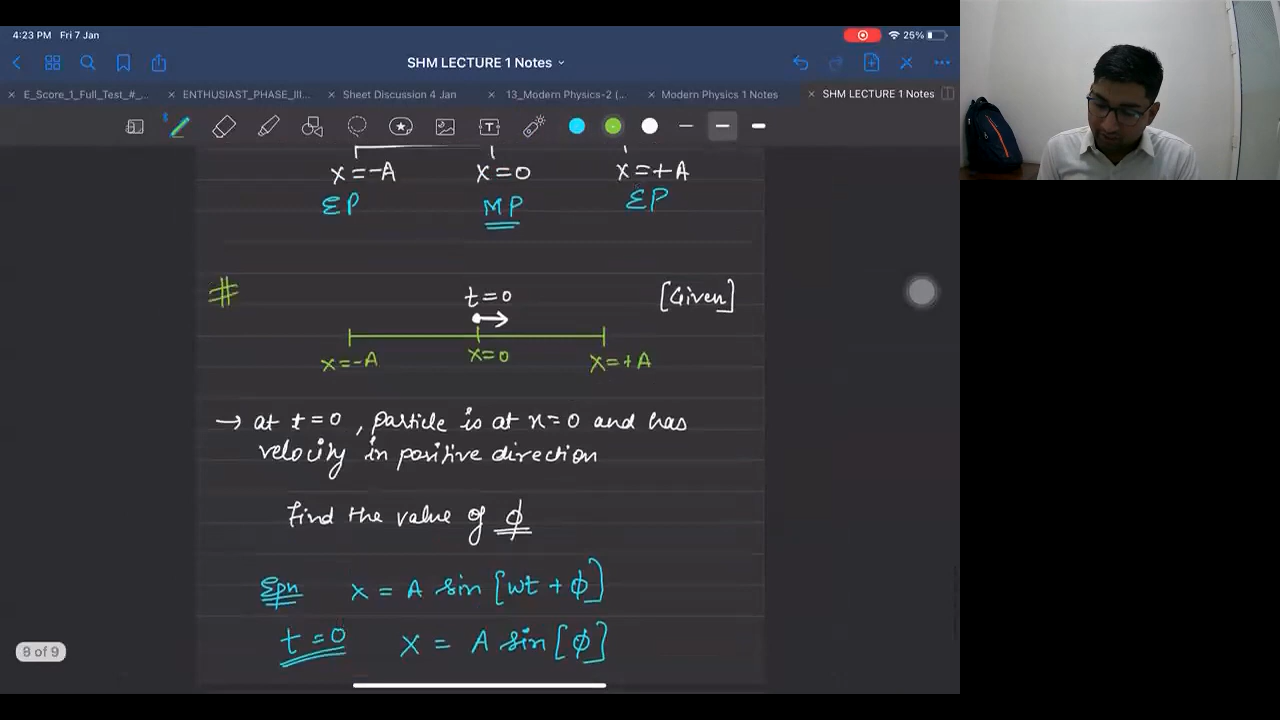 4:23 PM Fri 7 Jan
25%
SHM LECTURE 1 Notes
E_Score_1_Full_Test_#_...
ENTHUSIAST_PHASE_III...
Sheet Discussion 4 Jan
13_Modern Physics-2 (...
Modern Physics 1 Notes
SHM LECTURE 1 Notes
x = -A x = 0 x = +A
EP MP EP
# t = 0 [Given]
x = -A x = 0 x = + A
→ at t = 0 , particle is at x = 0 and has
velocity in positive direction
find the value of ϕ
Eqn x = A sin [wt + ϕ]
t = 0 x = A sin [ϕ]
8 of 9